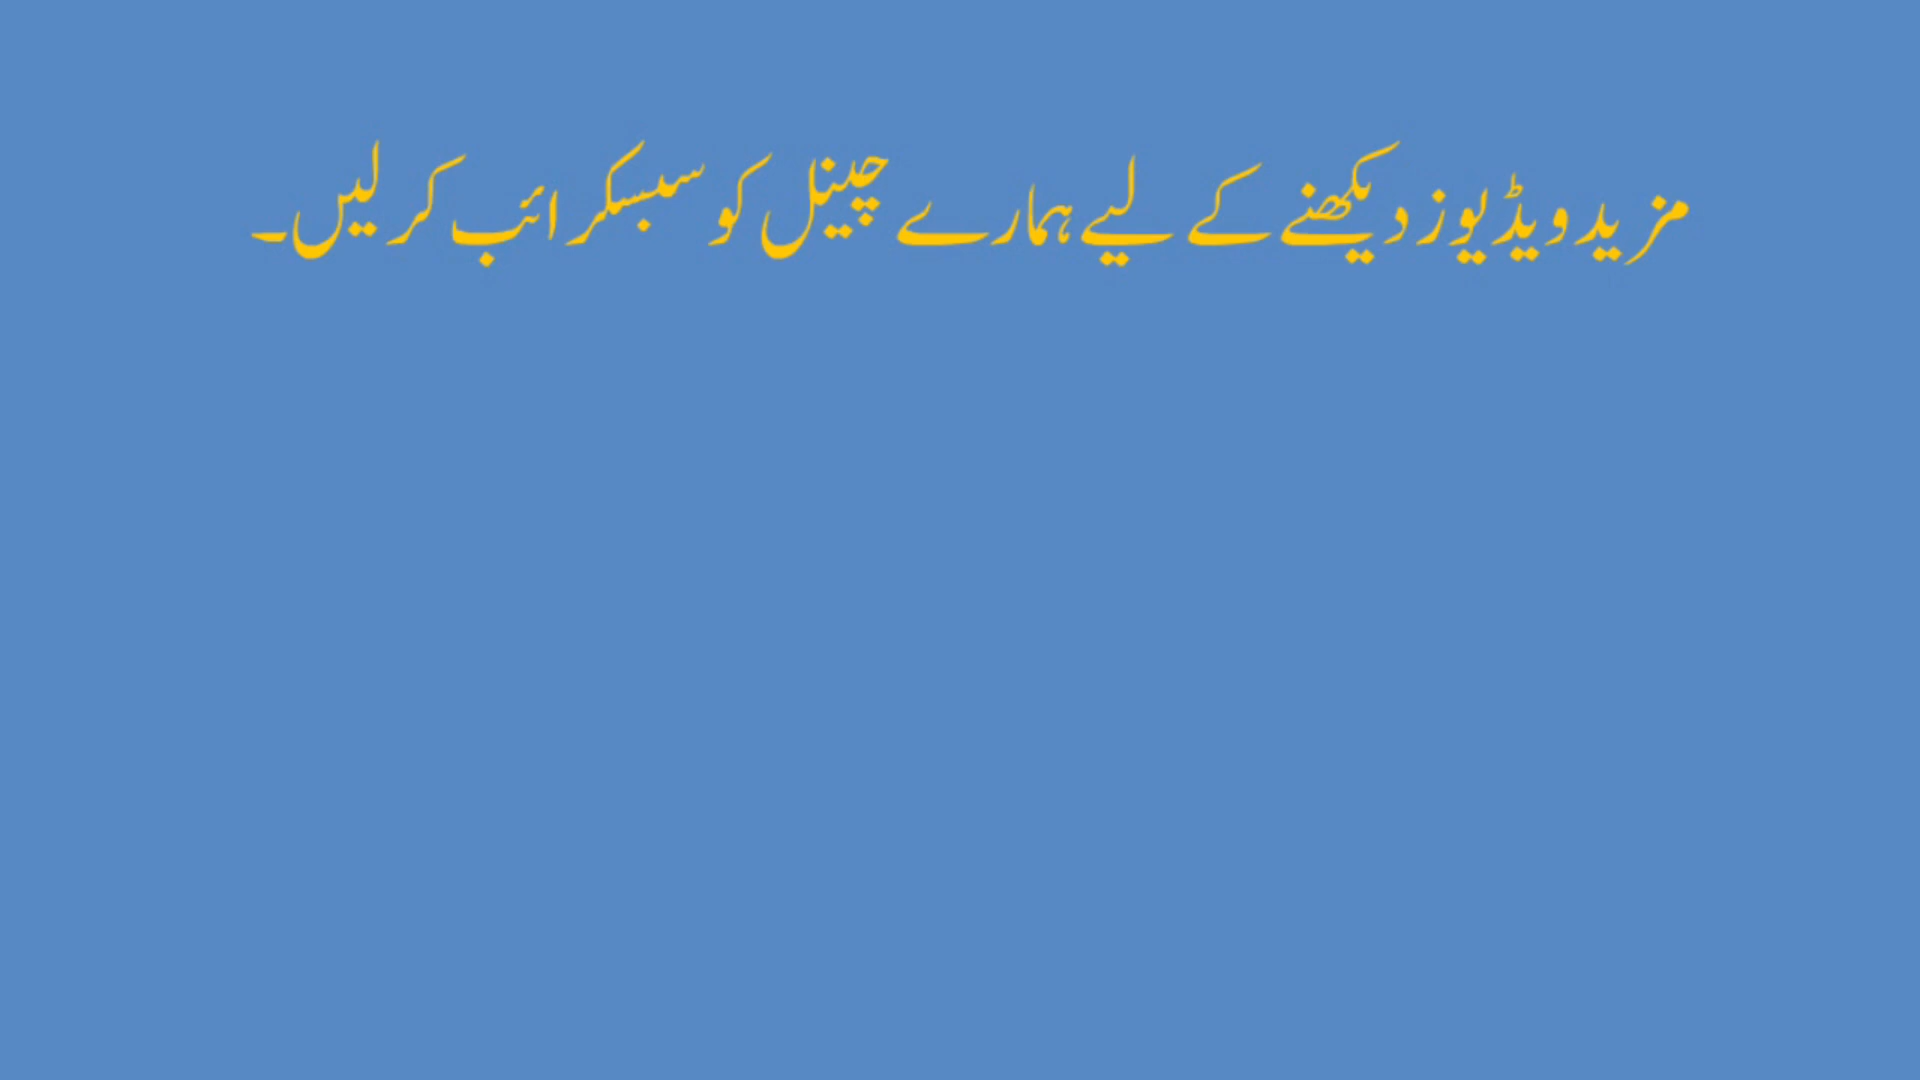 مزید ویڈیوز دیکھنے کے لیے ہمارے چینل کو سبسکرائب کر لیں۔